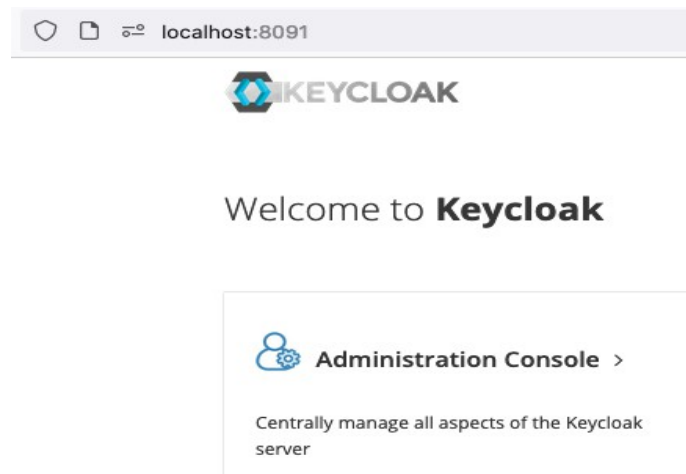 localhost:8091
KEYCLOAK
Welcome to Keycloak
Administration Console >
Centrally manage all aspects of the Keycloak
server